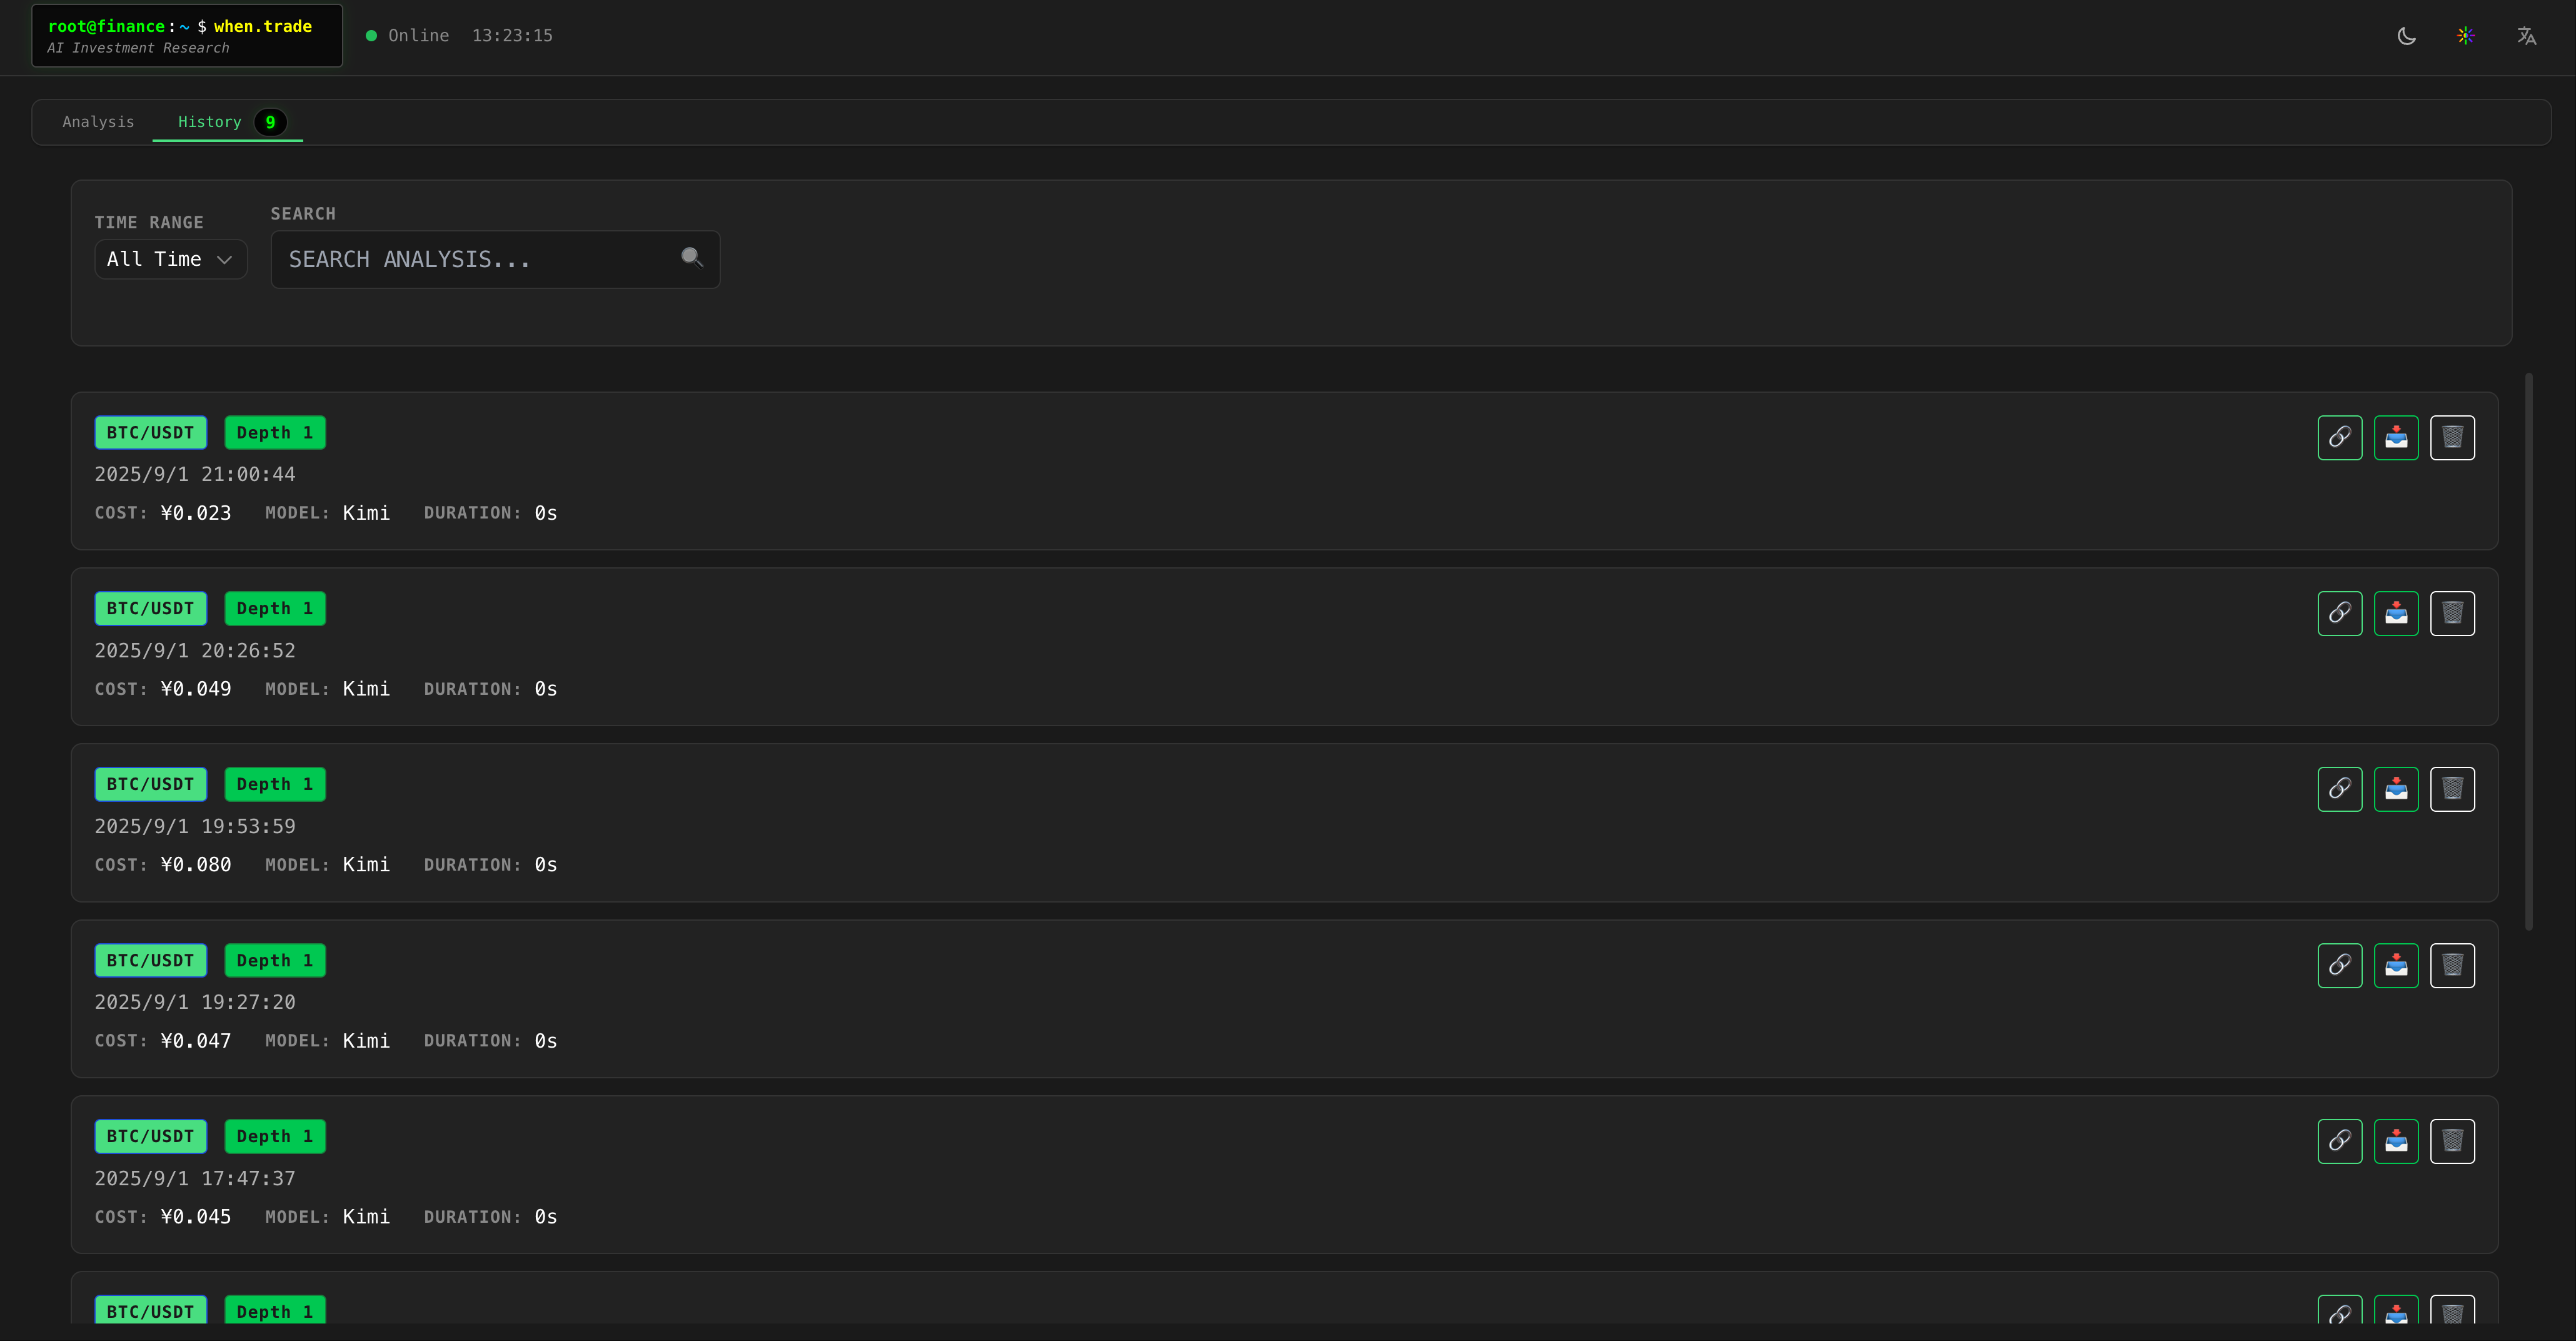 root@finance:~ $ when.trade
AI Investment Research
Online 13:23:15
Analysis History 9
TIME RANGE
SEARCH
All Time
SEARCH ANALYSIS...
BTC/USDT Depth 1
2025/9/1 21:00:44
COST: ¥0.023 MODEL: Kimi DURATION: 0s
BTC/USDT Depth 1
2025/9/1 20:26:52
COST: ¥0.049 MODEL: Kimi DURATION: 0s
BTC/USDT Depth 1
2025/9/1 19:53:59
COST: ¥0.080 MODEL: Kimi DURATION: 0s
BTC/USDT Depth 1
2025/9/1 19:27:20
COST: ¥0.047 MODEL: Kimi DURATION: 0s
BTC/USDT Depth 1
2025/9/1 17:47:37
COST: ¥0.045 MODEL: Kimi DURATION: 0s
BTC/USDT Depth 1